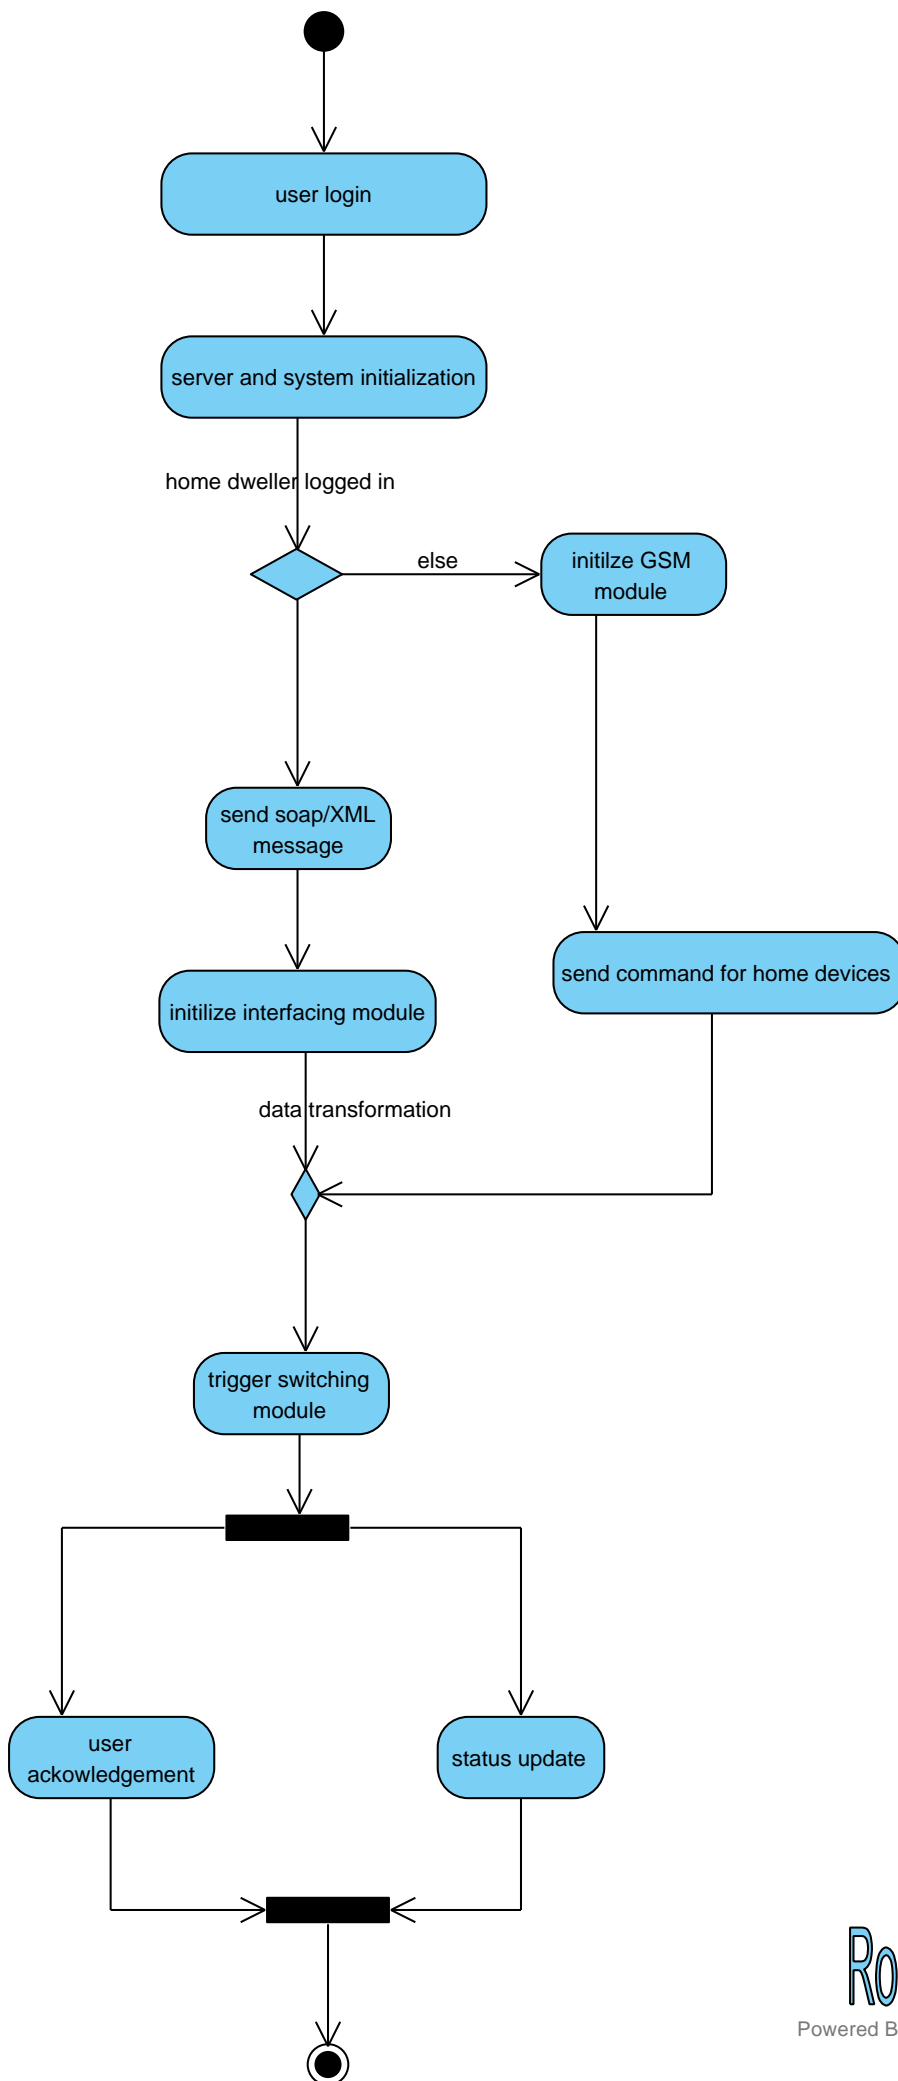 user login
server and system initialization
home dweller logged in
else
initilze GSM
module
send soap/XML
message
send command for home devices
initilize interfacing module
data transformation
trigger switching
module
user
ackowledgement
status update
Ro
Powered B